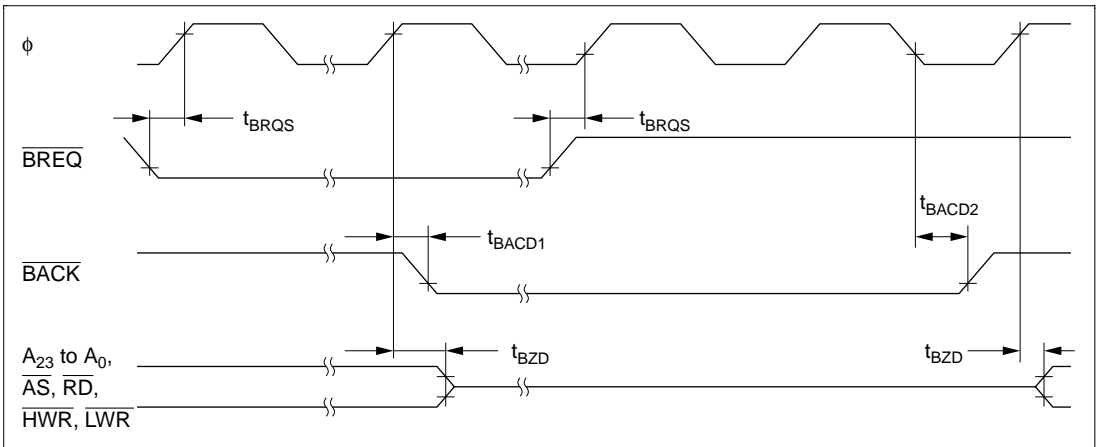 ϕ
tBRQS
tBRQS
BREQ
tBACD2
tBACD1
BACK
A23 to A0,
AS, RD,
HWR, LWR
tBZD
tBZD